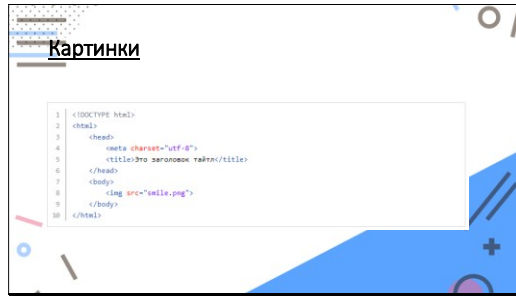 Картинки
1 <!DOCTYPE html>
2 <html>
3 <head>
4 <meta charset="utf-8">
5 <title>Это заголовок тайтл</title>
6 </head>
7 <body>
8 <img src="smile.png">
9 </body>
10 </html>